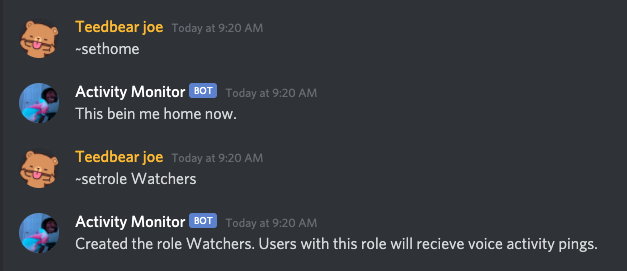 Teedbear joe Today at 9:20 AM
~sethome
Activity Monitor BOT Today at 9:20 AM
This bein me home now.
Teedbear joe Today at 9:20 AM
~setrole Watchers
Activity Monitor BOT Today at 9:20 AM
Created the role Watchers. Users with this role will recieve voice activity pings.